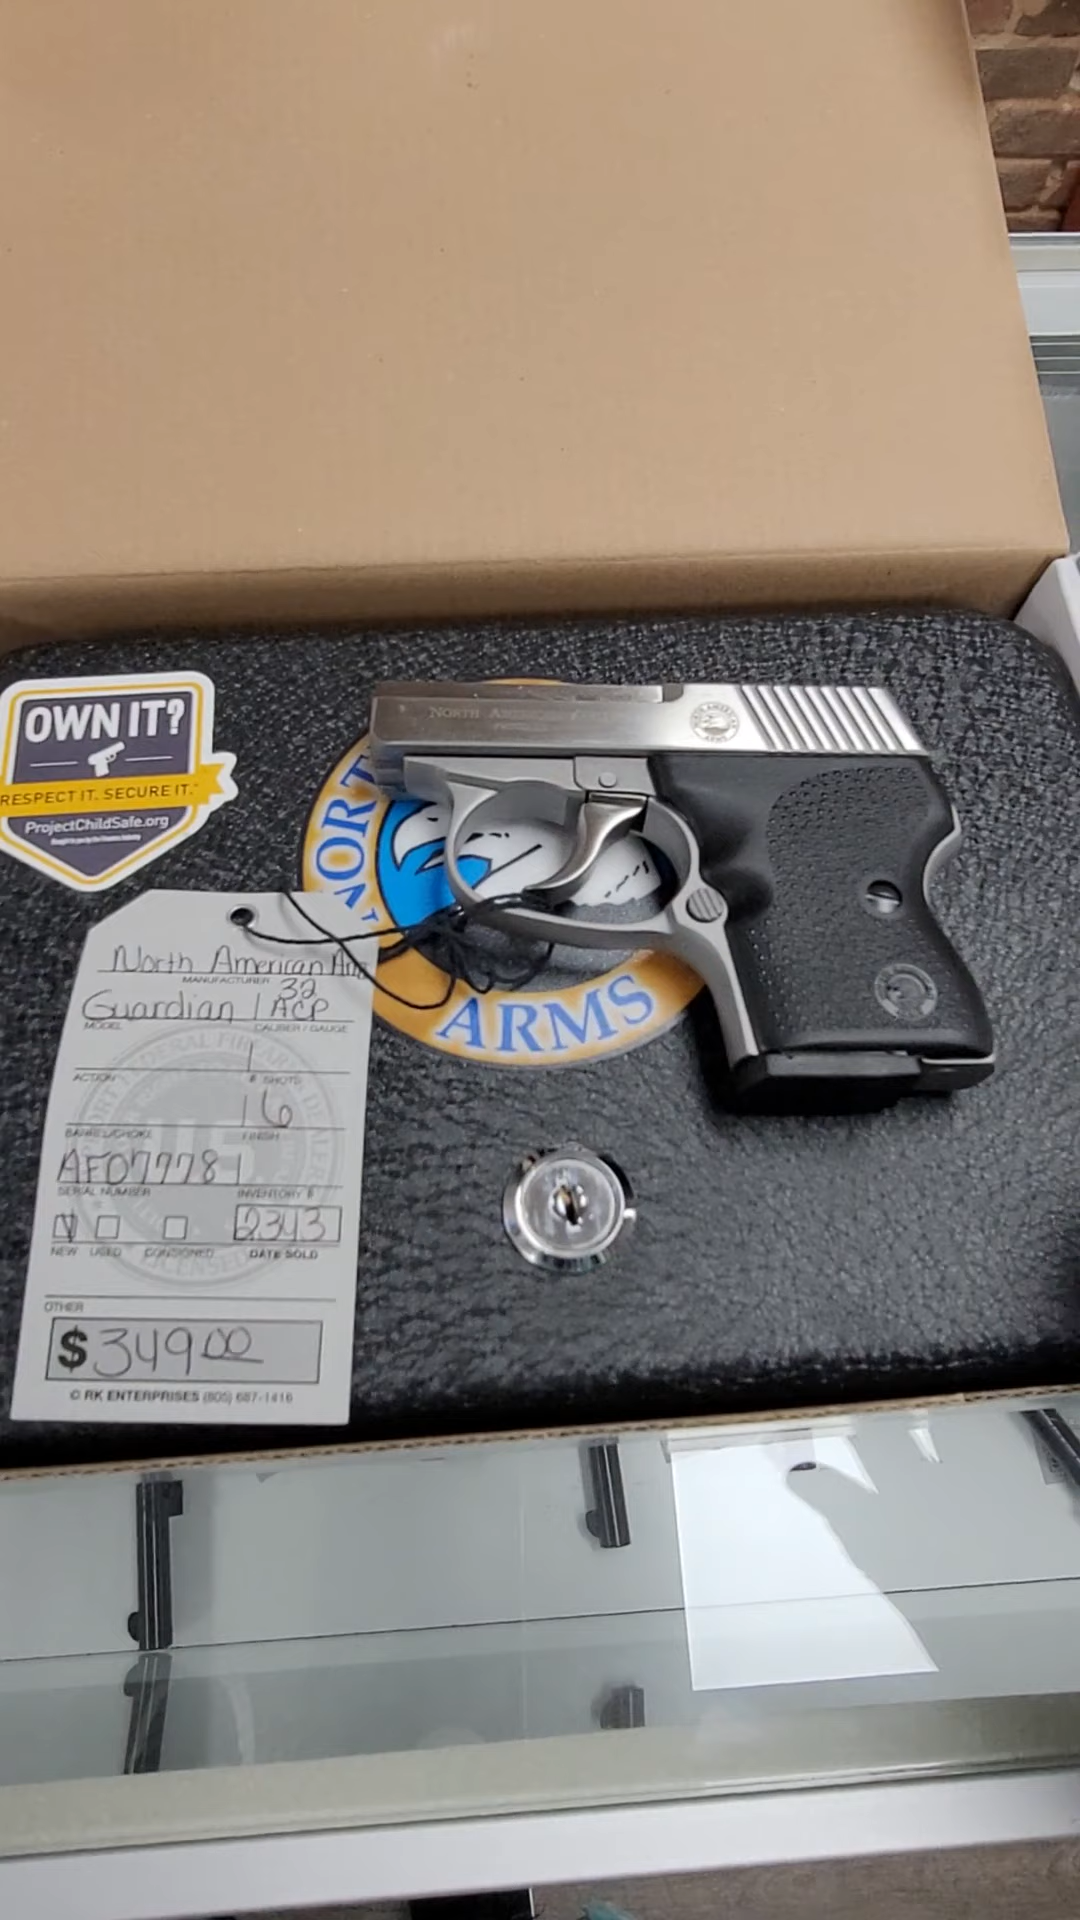 OWN IT?
RESPECT IT. SECURE IT.
ProjectChildSafe.org
NORTH AMERICAN
NORTH
ARMS
North American Arms
MANUFACTURER
Guardian 32 ACP
MODEL CALIBER / GAUGE
ACTION # SHOTS
6
BARREL/CHOKE FINISH
AF077781
SERIAL NUMBER INVENTORY #
2343
NEW USED CONSIGNED DATE SOLD
OTHER
$349.00
© RK ENTERPRISES (805) 687-1416